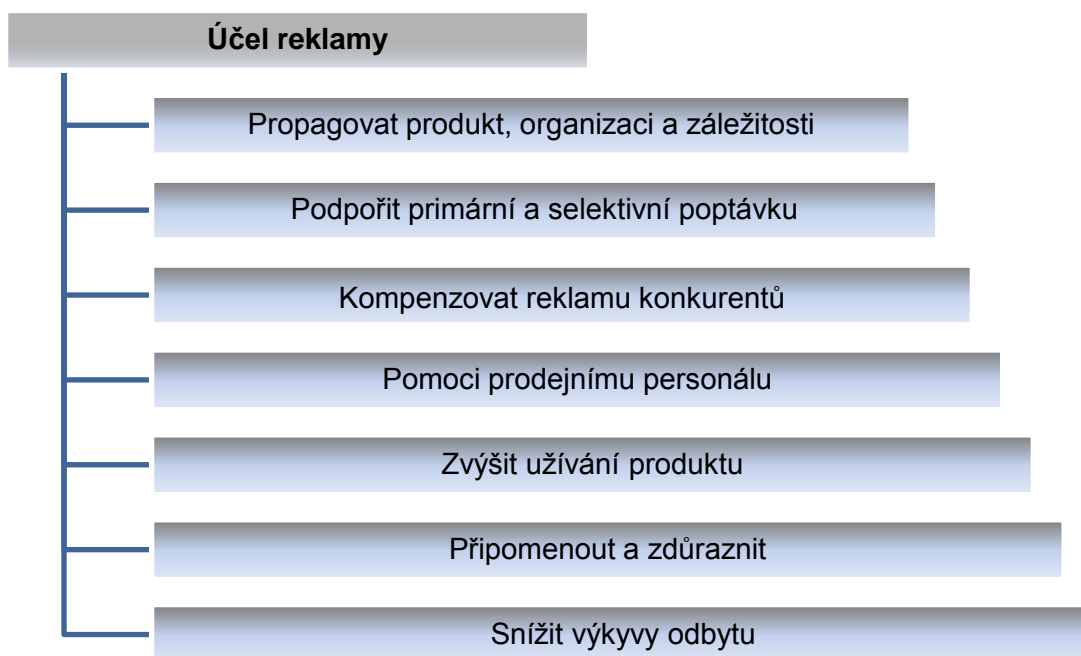 Účel reklamy
Propagovat produkt, organizaci a záležitosti
Podpořit primární a selektivní poptávku
Kompenzovat reklamu konkurentů
Pomoci prodejnímu personálu
Zvýšit užívání produktu
Připomenout a zdůraznit
Snížit výkyvy odbytu